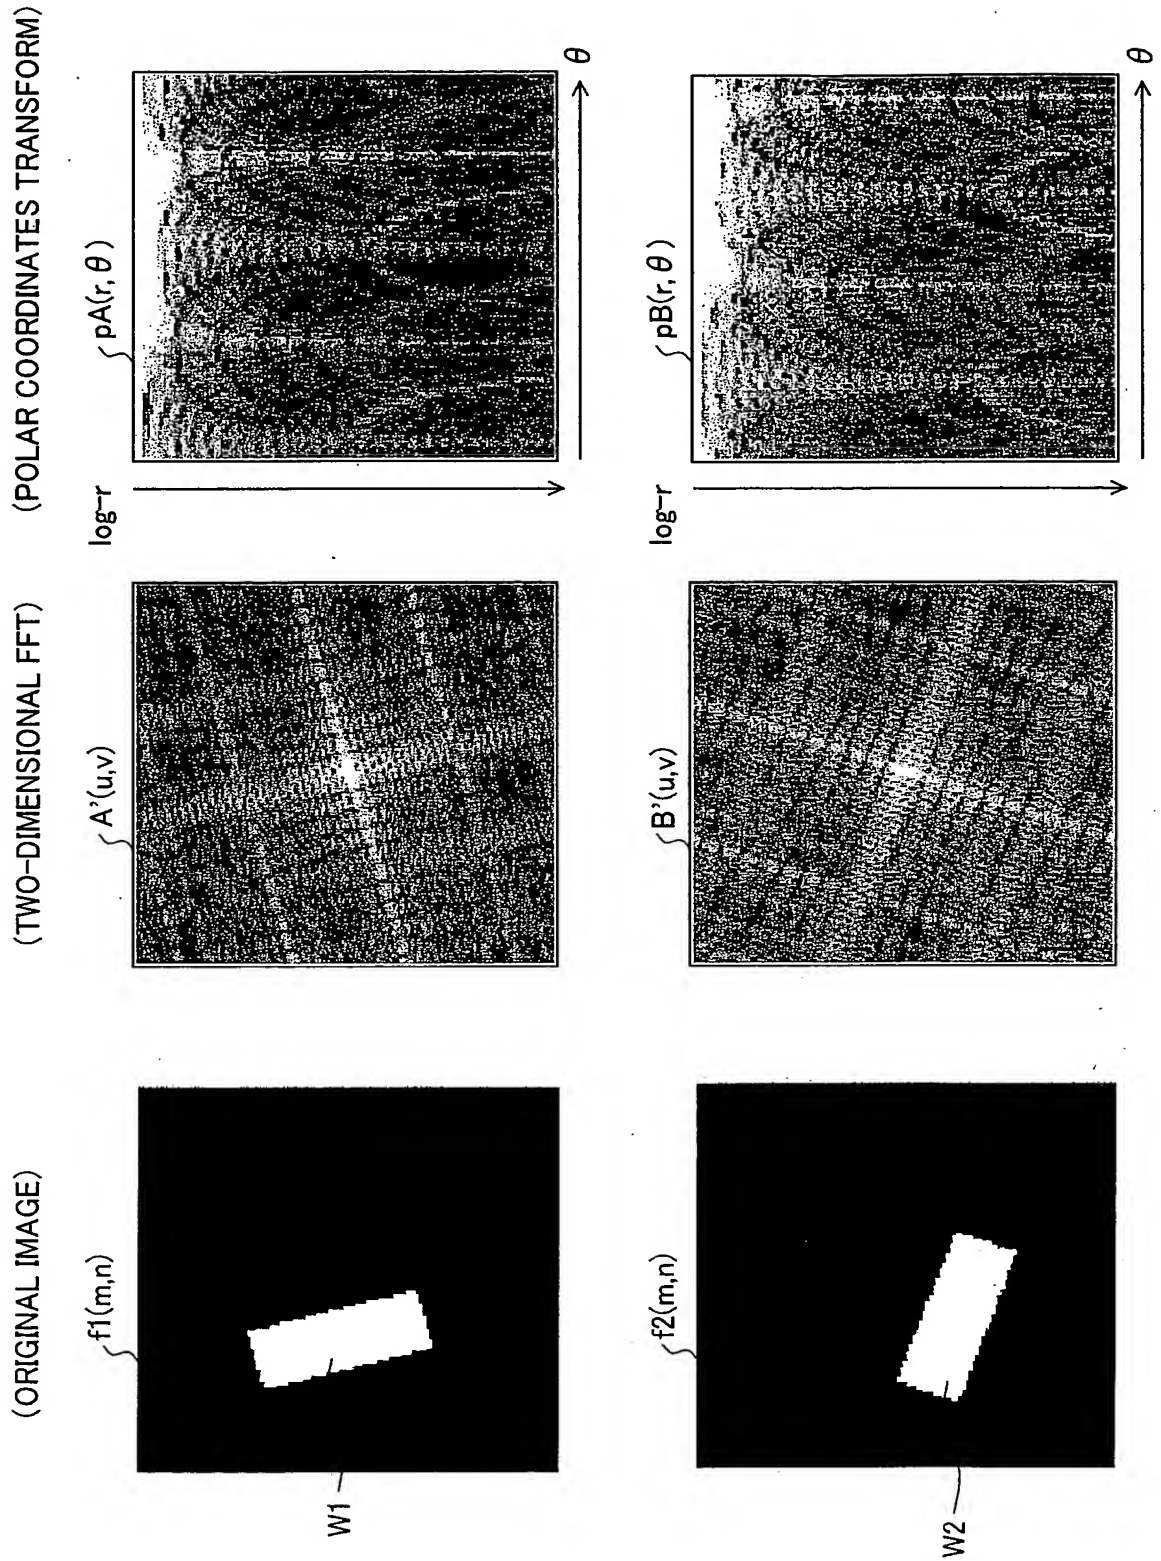 (ORIGINAL IMAGE)
(TWO-DIMENSIONAL FFT)
(POLAR COORDINATES TRANSFORM)
f1(m,n)
A'(u,v)
log-r
pA(r, θ)
θ
W1
f2(m,n)
B'(u,v)
log-r
pB(r, θ)
θ
W2